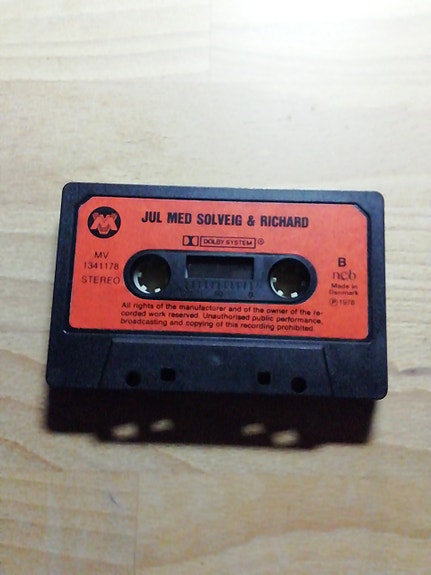 M
JUL MED SOLVEIG & RICHARD
DOLBY SYSTEM ®
MV
1341178
STEREO
B
ncb
Made in
Denmark
Ⓟ 1978
All rights of the manufacturer and of the owner of the re-
corded work reserved. Unauthorised public performance,
broadcasting and copying of this recording prohibited.